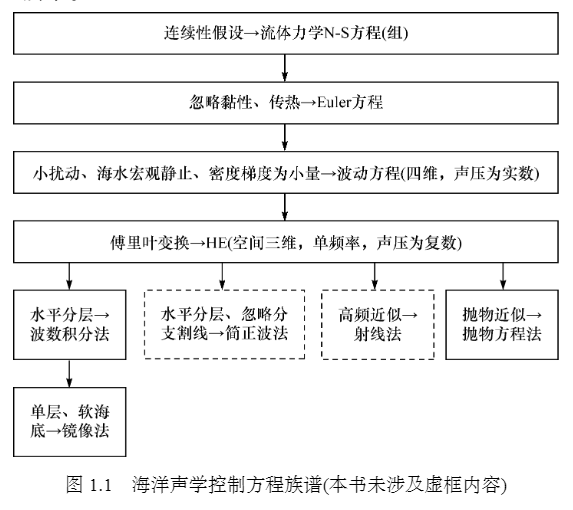 连续性假设→流体力学N-S方程(组)
忽略黏性、传热→Euler方程
小扰动、海水宏观静止、密度梯度为小量→波动方程(四维，声压为实数)
傅里叶变换→HE(空间三维，单频率，声压为复数)
水平分层→
波数积分法
水平分层、忽略分
支割线→简正波法
高频近似→
射线法
抛物近似→
抛物方程法
单层、软海
底→镜像法
图 1.1 海洋声学控制方程族谱(本书未涉及虚框内容)